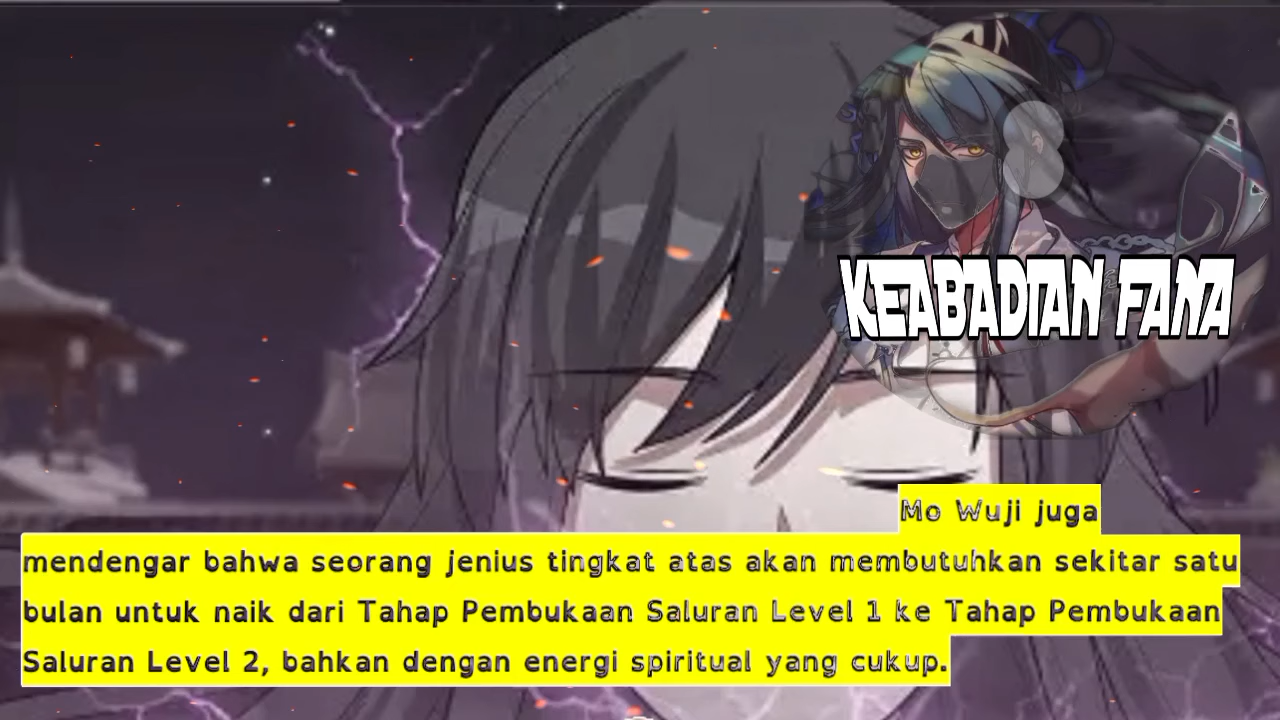 KEABADIAN FANA
Mo Wuji juga
mendengar bahwa seorang jenius tingkat atas akan membutuhkan sekitar satu
bulan untuk naik dari Tahap Pembukaan Saluran Level 1 ke Tahap Pembukaan
Saluran Level 2, bahkan dengan energi spiritual yang cukup.